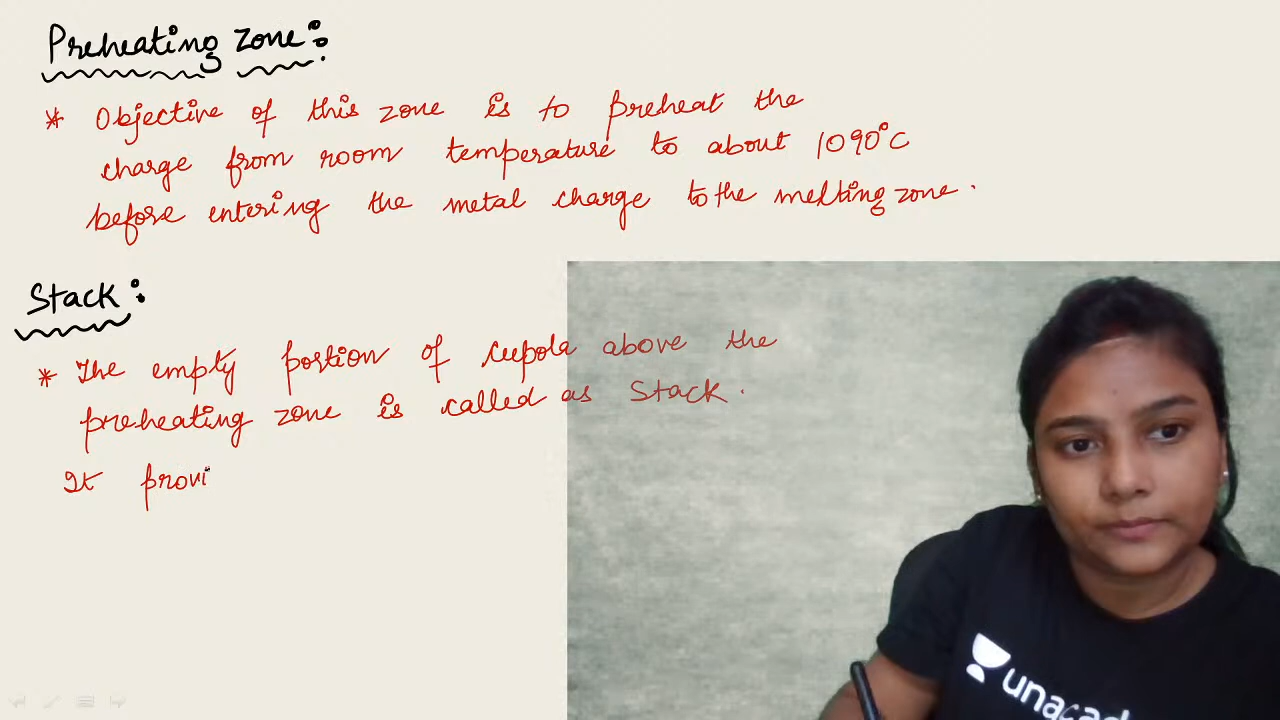 Preheating zone:
* Objective of this zone is to preheat the
charge from room temperature to about 1090°C
before entering the metal charge to the melting zone.
Stack:
* The empty portion of cupola above the
preheating zone is called as Stack.
It provi
unacad